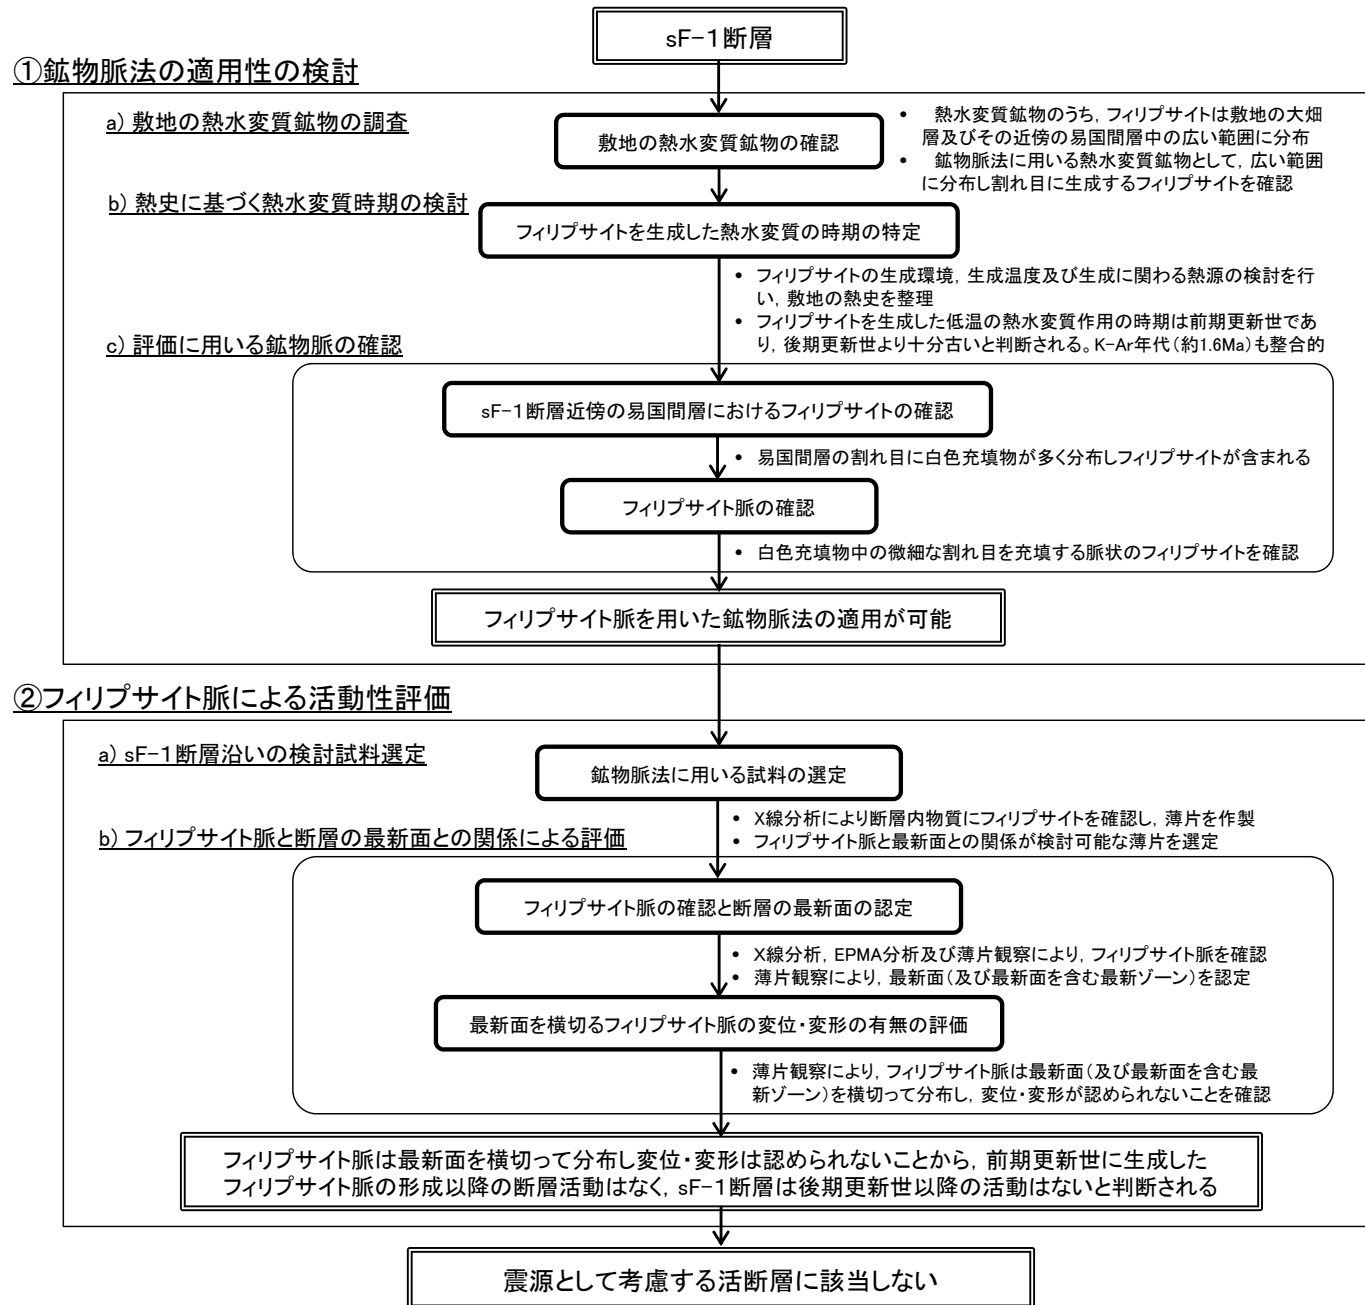 sF-1断層
①鉱物脈法の適用性の検討
a) 敷地の熱水変質鉱物の調査
敷地の熱水変質鉱物の確認
• 熱水変質鉱物のうち，フィリプサイトは敷地の大畑
層及びその近傍の易国間層中の広い範囲に分布
• 鉱物脈法に用いる熱水変質鉱物として，広い範囲
に分布し割れ目に生成するフィリプサイトを確認
b) 熱史に基づく熱水変質時期の検討
フィリプサイトを生成した熱水変質の時期の特定
• フィリプサイトの生成環境，生成温度及び生成に関わる熱源の検討を行
い，敷地の熱史を整理
• フィリプサイトを生成した低温の熱水変質作用の時期は前期更新世であ
り，後期更新世より十分古いと判断される。K-Ar年代（約1.6Ma）も整合的
c) 評価に用いる鉱物脈の確認
sF-1断層近傍の易国間層におけるフィリプサイトの確認
• 易国間層の割れ目に白色充填物が多く分布しフィリプサイトが含まれる
フィリプサイト脈の確認
• 白色充填物中の微細な割れ目を充填する脈状のフィリプサイトを確認
フィリプサイト脈を用いた鉱物脈法の適用が可能
②フィリプサイト脈による活動性評価
a) sF-1断層沿いの検討試料選定
鉱物脈法に用いる試料の選定
• X線分析により断層内物質にフィリプサイトを確認し，薄片を作製
• フィリプサイト脈と最新面との関係が検討可能な薄片を選定
b) フィリプサイト脈と断層の最新面との関係による評価
フィリプサイト脈の確認と断層の最新面の認定
• X線分析，EPMA分析及び薄片観察により，フィリプサイト脈を確認
• 薄片観察により，最新面（及び最新面を含む最新ゾーン）を認定
最新面を横切るフィリプサイト脈の変位・変形の有無の評価
• 薄片観察により，フィリプサイト脈は最新面（及び最新面を含む最
新ゾーン）を横切って分布し，変位・変形が認められないことを確認
フィリプサイト脈は最新面を横切って分布し変位・変形は認められないことから，前期更新世に生成した
フィリプサイト脈の形成以降の断層活動はなく，sF-1断層は後期更新世以降の活動はないと判断される
震源として考慮する活断層に該当しない